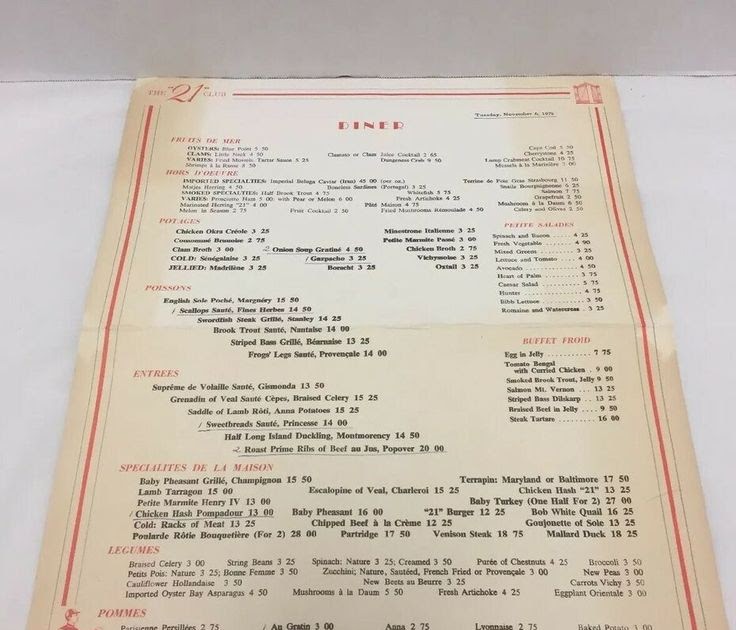 THE "21" CLUB
Tuesday, November 6, 1979
DINER
FRUITS DE MER
OYSTERS: Blue Point 5 50 Cape Cod 5 50
CLAMS: Little Neck 4 50 Clamato or Clam Juice Cocktail 2 65 Cherrystone 4 25
VARIES: Fried Mussels, Tartar Sauce 5 25 Dungeness Crab 9 50 Lump Crabmeat Cocktail 10 75
Shrimps à la Russe 8 50 Mussels à la Marinière 7 00
HORS D'OEUVRE
IMPORTED SPECIALTIES: Imperial Beluga Caviar (Iran) 45 00 (per oz.) Terrine de Foie Gras Strasbourg 11 50
Matjes Herring 4 50 Boneless Sardines (Portugal) 3 25 Snails Bourguignonne 6 25
SMOKED SPECIALTIES: Half Brook Trout 4 75 Whitefish 5 75 Salmon 7 75
VARIES: Prosciutto Ham 5 00 with Pear or Melon 6 00 Fresh Artichoke 4 25 Grapefruit 2 50
Marinated Herring "21" 4 00 Pâté Maison 4 75 Mushroom à la Daum 6 50
Melon in Season 2 75 Fruit Cocktail 2 50 Fried Mushrooms Rémoulade 4 50 Celery and Olives 2 50
POTAGES
Chicken Okra Créole 3 25 Minestrone Italienne 3 25
Consommé Brunoise 2 75 Petite Marmite Passé 3 00
Clam Broth 3 00 2 Onion Soup Gratiné 4 50 Chicken Broth 2 75
COLD: Sénégalaise 3 25 / Gazpacho 3 25 Vichyssoise 3 25
JELLIED: Madrilène 3 25 Borscht 3 25 Oxtail 3 25
PETITE SALADES
Spinach and Bacon 4 25
Fresh Vegetable 4 90
Mixed Greens 3 25
Lettuce and Tomato 4 00
Avocado 4 50
Heart of Palm 3 75
Caesar Salad 5 75
Hunter 4 75
Bibb Lettuce 3 50
Romaine and Watercress 3 25
POISSONS
English Sole Poché, Margnéry 15 50
/ Scallops Sauté, Fines Herbes 14 50
Swordfish Steak Grillé, Stanley 14 25
Brook Trout Sauté, Nantaise 14 00
Striped Bass Grillé, Béarnaise 13 25
Frogs' Legs Sauté, Provençale 14 00
BUFFET FROID
Egg in Jelly 7 75
Tomato Bengal
with Curried Chicken 9 00
Smoked Brook Trout, Jelly 9 50
Salmon Mt. Vernon 13 25
Striped Bass Dilskarp 13 25
Braised Beef in Jelly 9 50
Steak Tartare 16 00
ENTREES
Suprême de Volaille Sauté, Gismonda 13 50
Grenadin of Veal Sauté Cèpes, Braised Celery 15 25
Saddle of Lamb Rôti, Anna Potatoes 15 25
/ Sweetbreads Sauté, Princesse 14 00
Half Long Island Duckling, Montmorency 14 50
2 Roast Prime Ribs of Beef au Jus, Popover 20 00
SPECIALITES DE LA MAISON
Baby Pheasant Grillé, Champignon 15 50 Terrapin: Maryland or Baltimore 17 50
Lamb Tarragon 15 00 Escalopine of Veal, Charleroi 15 25 Chicken Hash "21" 13 25
Petite Marmite Henry IV 13 00 Baby Turkey (One Half For 2) 27 00
/ Chicken Hash Pompadour 13 00 Baby Pheasant 16 00 "21" Burger 12 25 Bob White Quail 16 25
Cold: Racks of Meat 13 25 Chipped Beef à la Crème 12 25 Goujonette of Sole 13 25
Poularde Rôtie Bouquetière (For 2) 28 00 Partridge 17 50 Venison Steak 18 75 Mallard Duck 18 25
LEGUMES
Braised Celery 3 00 String Beans 3 25 Spinach: Nature 3 25; Creamed 3 50 Purée of Chestnuts 4 25 Broccoli 3 50
Petits Pois: Nature 3 25; Bonne Femme 3 50 Zucchini; Nature, Sautéed, French Fried or Provençale 3 00 New Peas 3 00
Cauliflower Hollandaise 3 50 New Beets au Beurre 3 25 Carrots Vichy 3 50
Imported Oyster Bay Asparagus 4 50 Mushrooms à la Daum 5 50 Fresh Artichoke 4 25 Eggplant Orientale 3 00
POMMES
Parisienne Persillées 2 75 / Au Gratin 3 00 Anna 2 75 Lyonnaise 2 75 Baked Potato 3 00